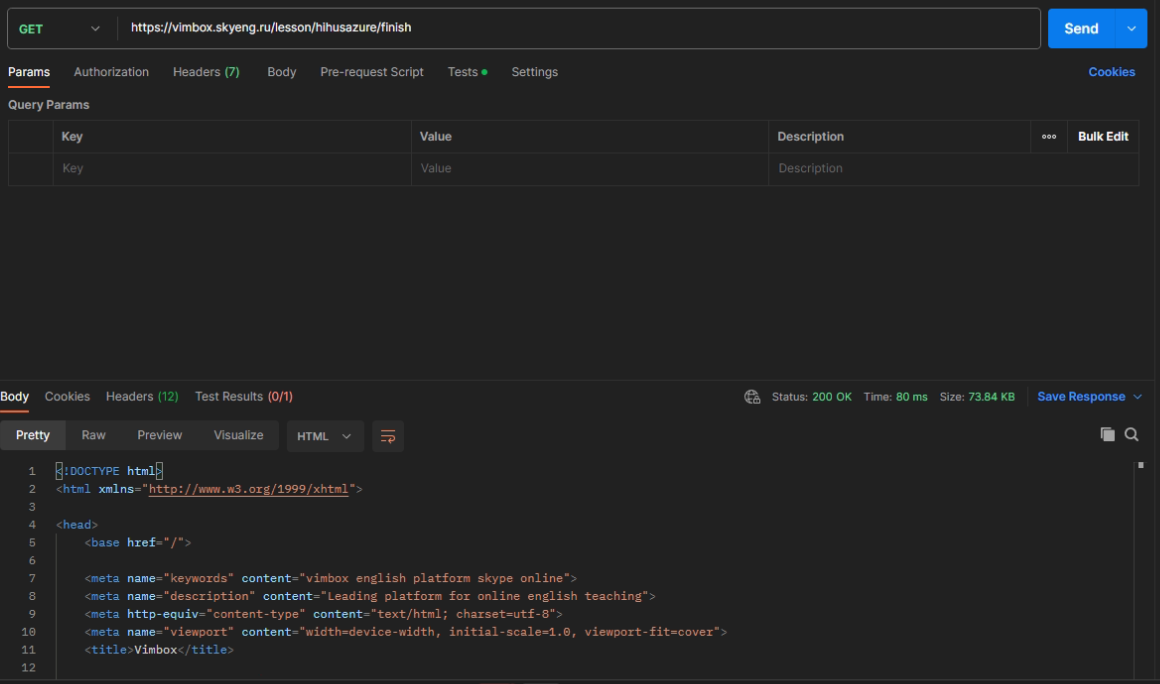 GET https://vimbox.skyeng.ru/lesson/hihusazure/finish Send
Params Authorization Headers (7) Body Pre-request Script Tests Settings Cookies
Query Params
Key Value Description Bulk Edit
Key Value Description
Body Cookies Headers (12) Test Results (0/1) Status: 200 OK Time: 80 ms Size: 73.84 KB Save Response
Pretty Raw Preview Visualize HTML
1 <!DOCTYPE html>
2 <html xmlns="http://www.w3.org/1999/xhtml">
3
4 <head>
5 <base href="/">
6
7 <meta name="keywords" content="vimbox english platform skype online">
8 <meta name="description" content="Leading platform for online english teaching">
9 <meta http-equiv="content-type" content="text/html; charset=utf-8">
10 <meta name="viewport" content="width=device-width, initial-scale=1.0, viewport-fit=cover">
11 <title>Vimbox</title>
12